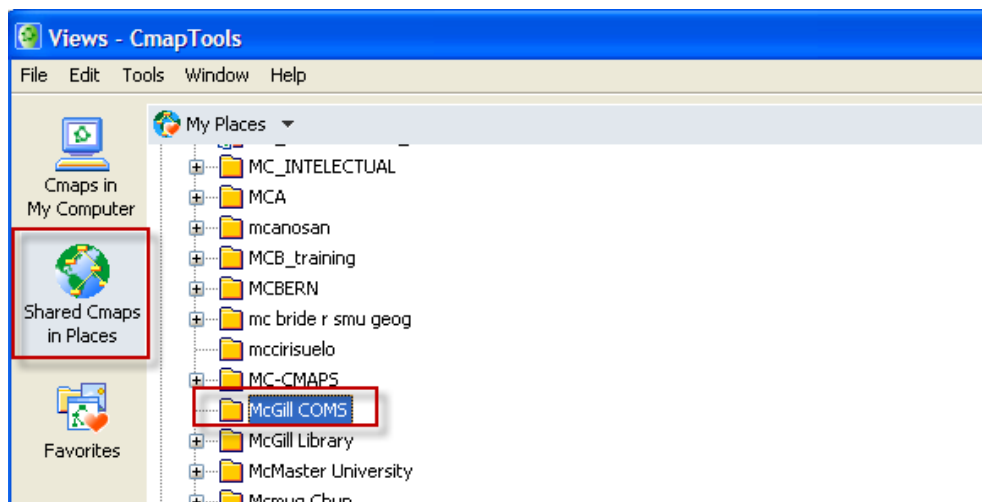 Views - CmapTools
File Edit Tools Window Help
My Places
Cmaps in
My Computer
Shared Cmaps
in Places
Favorites
MC_INTELECTUAL
MCA
mcanosan
MCB_training
MCBERN
mc bride r smu geog
mccirisuelo
MC-CMAPS
McGill COMS
McGill Library
McMaster University